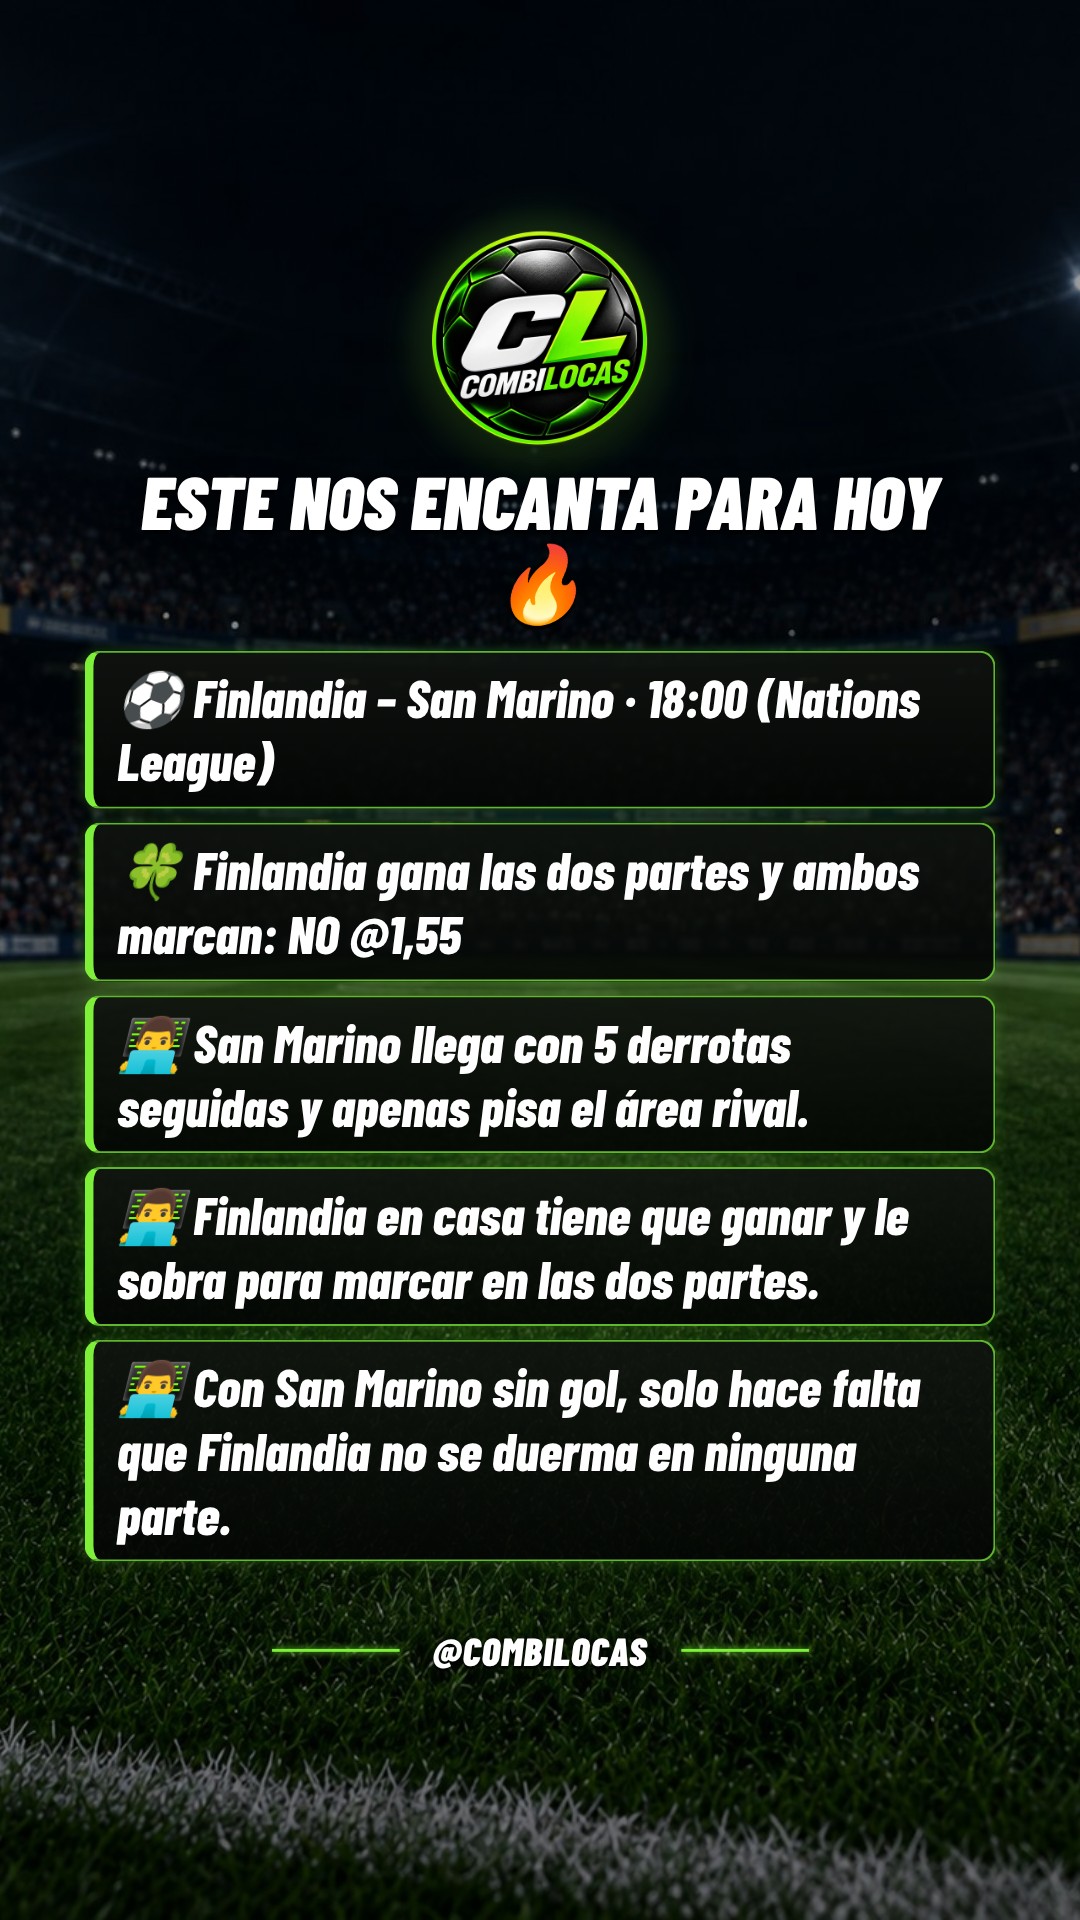 CL
COMBILOCAS
ESTE NOS ENCANTA PARA HOY
🔥
⚽ Finlandia - San Marino · 18:00 (Nations
League)
🍀 Finlandia gana las dos partes y ambos
marcan: NO @1,55
👨‍💻 San Marino llega con 5 derrotas
seguidas y apenas pisa el área rival.
👨‍💻 Finlandia en casa tiene que ganar y le
sobra para marcar en las dos partes.
👨‍💻 Con San Marino sin gol, solo hace falta
que Finlandia no se duerma en ninguna
parte.
@COMBILOCAS